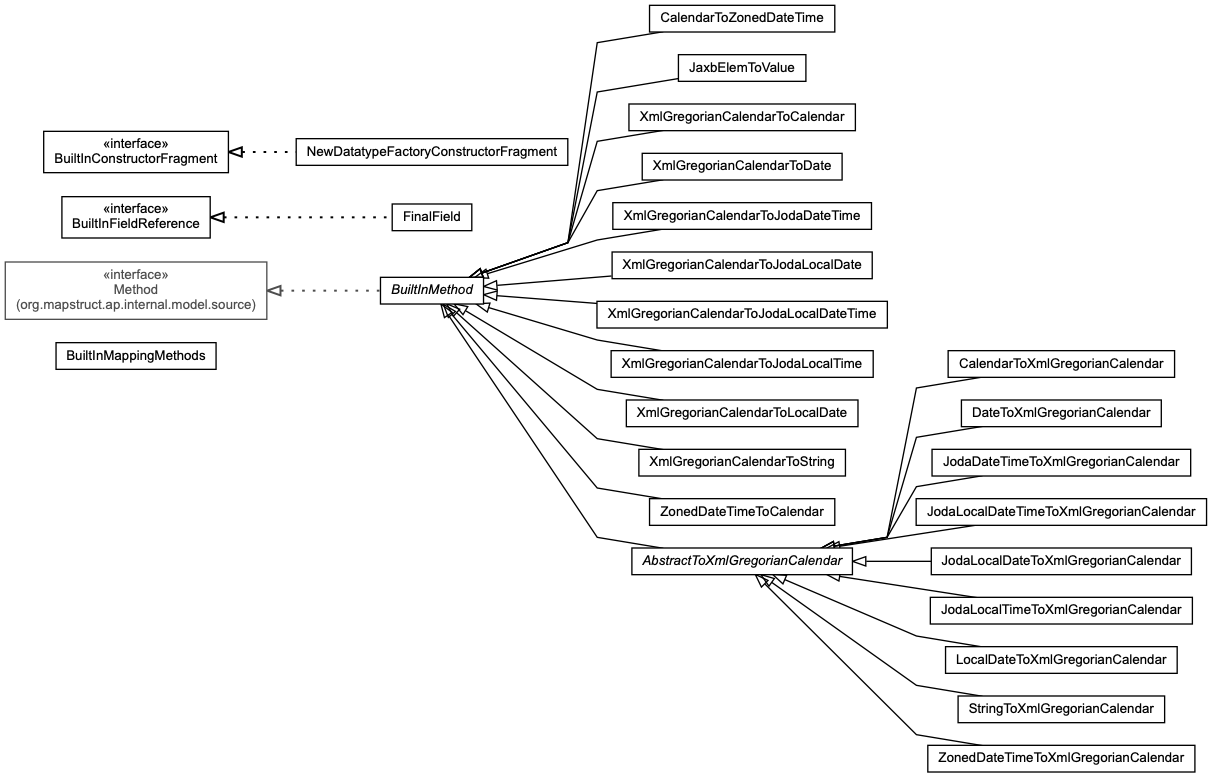 CalendarToZonedDateTime
JaxbElemToValue
XmlGregorianCalendarToCalendar
«interface»
BuiltInConstructorFragment
NewDatatypeFactoryConstructorFragment
XmlGregorianCalendarToDate
«interface»
BuiltInFieldReference
FinalField
XmlGregorianCalendarToJodaDateTime
«interface»
Method
(org.mapstruct.ap.internal.model.source)
BuiltInMethod
XmlGregorianCalendarToJodaLocalDate
XmlGregorianCalendarToJodaLocalDateTime
BuiltInMappingMethods
XmlGregorianCalendarToJodaLocalTime
CalendarToXmlGregorianCalendar
XmlGregorianCalendarToLocalDate
DateToXmlGregorianCalendar
XmlGregorianCalendarToString
JodaDateTimeToXmlGregorianCalendar
ZonedDateTimeToCalendar
JodaLocalDateTimeToXmlGregorianCalendar
AbstractToXmlGregorianCalendar
JodaLocalDateToXmlGregorianCalendar
JodaLocalTimeToXmlGregorianCalendar
LocalDateToXmlGregorianCalendar
StringToXmlGregorianCalendar
ZonedDateTimeToXmlGregorianCalendar